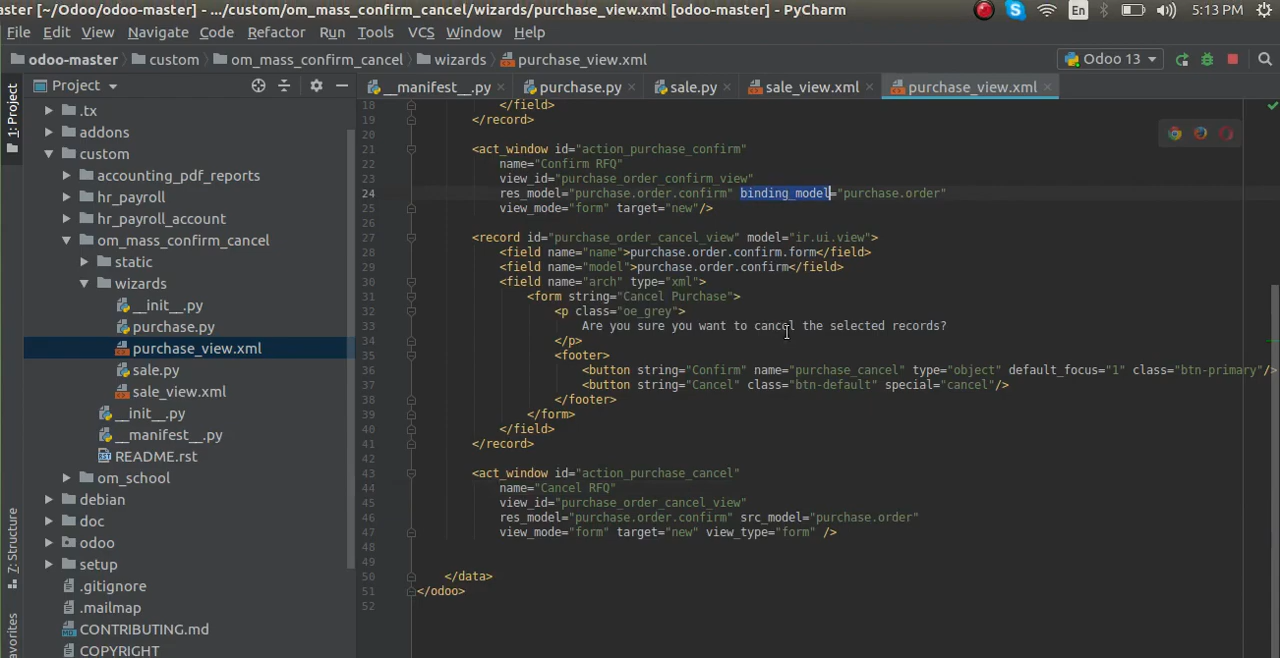 aster [~/Odoo/odoo-master] - .../custom/om_mass_confirm_cancel/wizards/purchase_view.xml [odoo-master] - PyCharm En 5:13 PM
File Edit View Navigate Code Refactor Run Tools VCS Window Help
odoo-master custom om_mass_confirm_cancel wizards purchase_view.xml Odoo 13
1: Project
7: Structure
avorites
Project
.tx
addons
custom
accounting_pdf_reports
hr_payroll
hr_payroll_account
om_mass_confirm_cancel
static
wizards
__init__.py
purchase.py
purchase_view.xml
sale.py
sale_view.xml
__init__.py
__manifest__.py
README.rst
om_school
debian
doc
odoo
setup
.gitignore
.mailmap
CONTRIBUTING.md
COPYRIGHT
__manifest__.py purchase.py sale.py sale_view.xml purchase_view.xml
18 </field>
19 </record>
20
21 <act_window id="action_purchase_confirm"
22 name="Confirm RFQ"
23 view_id="purchase_order_confirm_view"
24 res_model="purchase.order.confirm" binding_model="purchase.order"
25 view_mode="form" target="new"/>
26
27 <record id="purchase_order_cancel_view" model="ir.ui.view">
28 <field name="name">purchase.order.confirm.form</field>
29 <field name="model">purchase.order.confirm</field>
30 <field name="arch" type="xml">
31 <form string="Cancel Purchase">
32 <p class="oe_grey">
33 Are you sure you want to cancel the selected records?
34 </p>
35 <footer>
36 <button string="Confirm" name="purchase_cancel" type="object" default_focus="1" class="btn-primary"/>
37 <button string="Cancel" class="btn-default" special="cancel"/>
38 </footer>
39 </form>
40 </field>
41 </record>
42
43 <act_window id="action_purchase_cancel"
44 name="Cancel RFQ"
45 view_id="purchase_order_cancel_view"
46 res_model="purchase.order.confirm" src_model="purchase.order"
47 view_mode="form" target="new" view_type="form" />
48
49
50 </data>
51 </odoo>
52